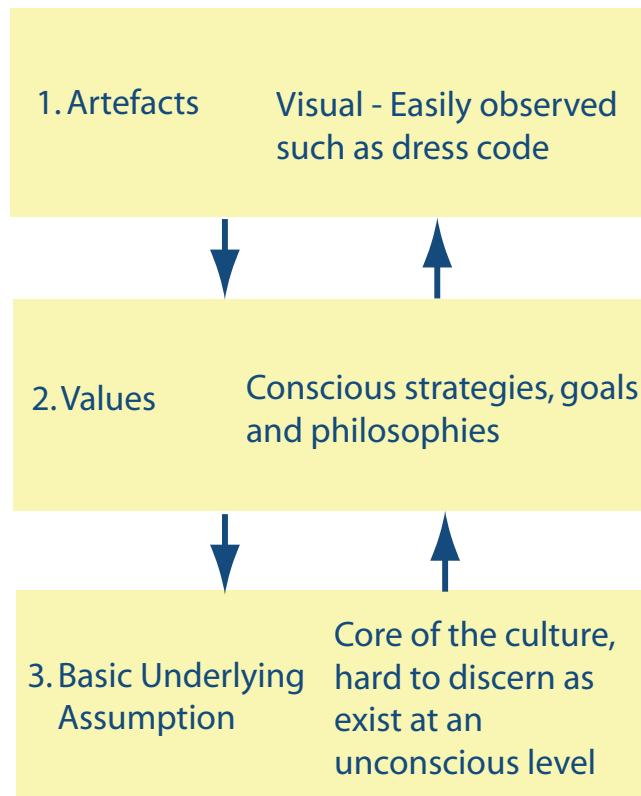 1. Artefacts
Visual - Easily observed
such as dress code
2. Values
Conscious strategies, goals
and philosophies
3. Basic Underlying
Assumption
Core of the culture,
hard to discern as
exist at an
unconscious level